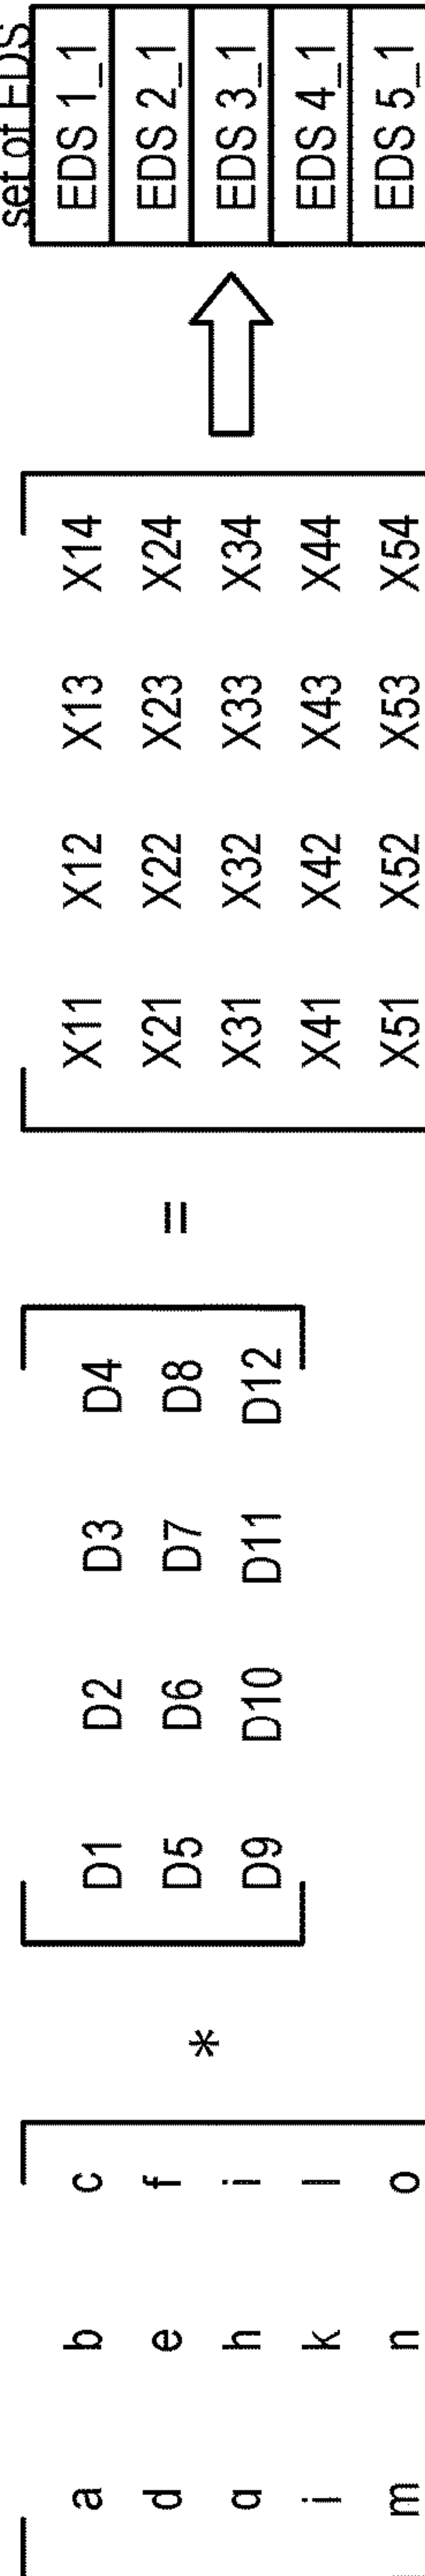 set of EDS
a b c D1 D2 D3 D4 X11 X12 X13 X14 EDS 1_1
d e f * D5 D6 D7 D8 = X21 X22 X23 X24 EDS 2_1
g h i D9 D10 D11 D12 X31 X32 X33 X34 EDS 3_1
j k l X41 X42 X43 X44 EDS 4_1
m n o X51 X52 X53 X54 EDS 5_1